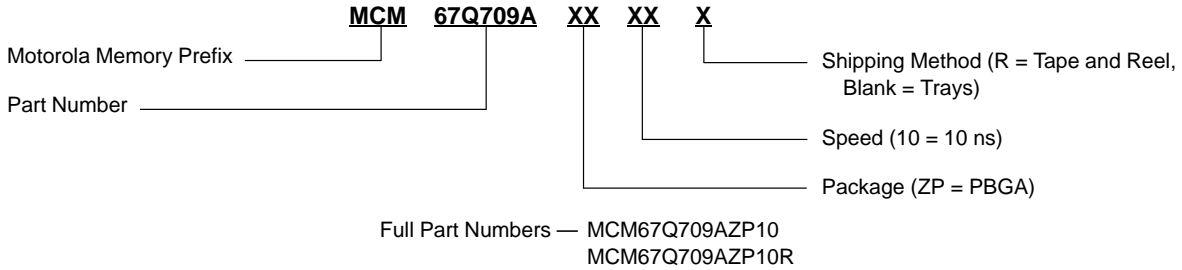 MCM 67Q709A XX XX X
Motorola Memory Prefix
Part Number
Shipping Method (R = Tape and Reel,
Blank = Trays)
Speed (10 = 10 ns)
Package (ZP = PBGA)
Full Part Numbers — MCM67Q709AZP10
MCM67Q709AZP10R